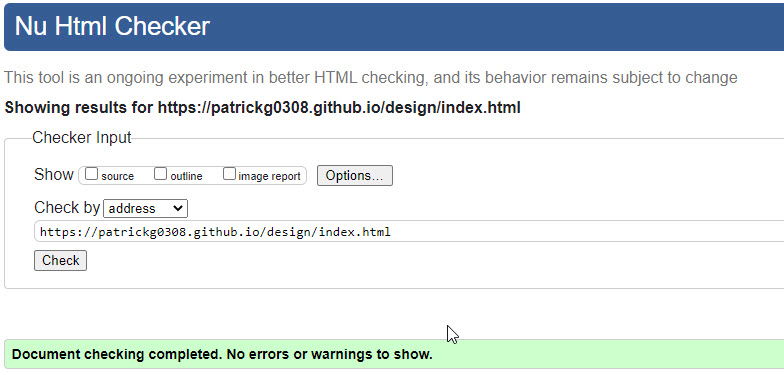 Nu Html Checker
This tool is an ongoing experiment in better HTML checking, and its behavior remains subject to change
Showing results for https://patrickg0308.github.io/design/index.html
Checker Input
Show source outline image report Options...
Check by address
https://patrickg0308.github.io/design/index.html
Check
Document checking completed. No errors or warnings to show.